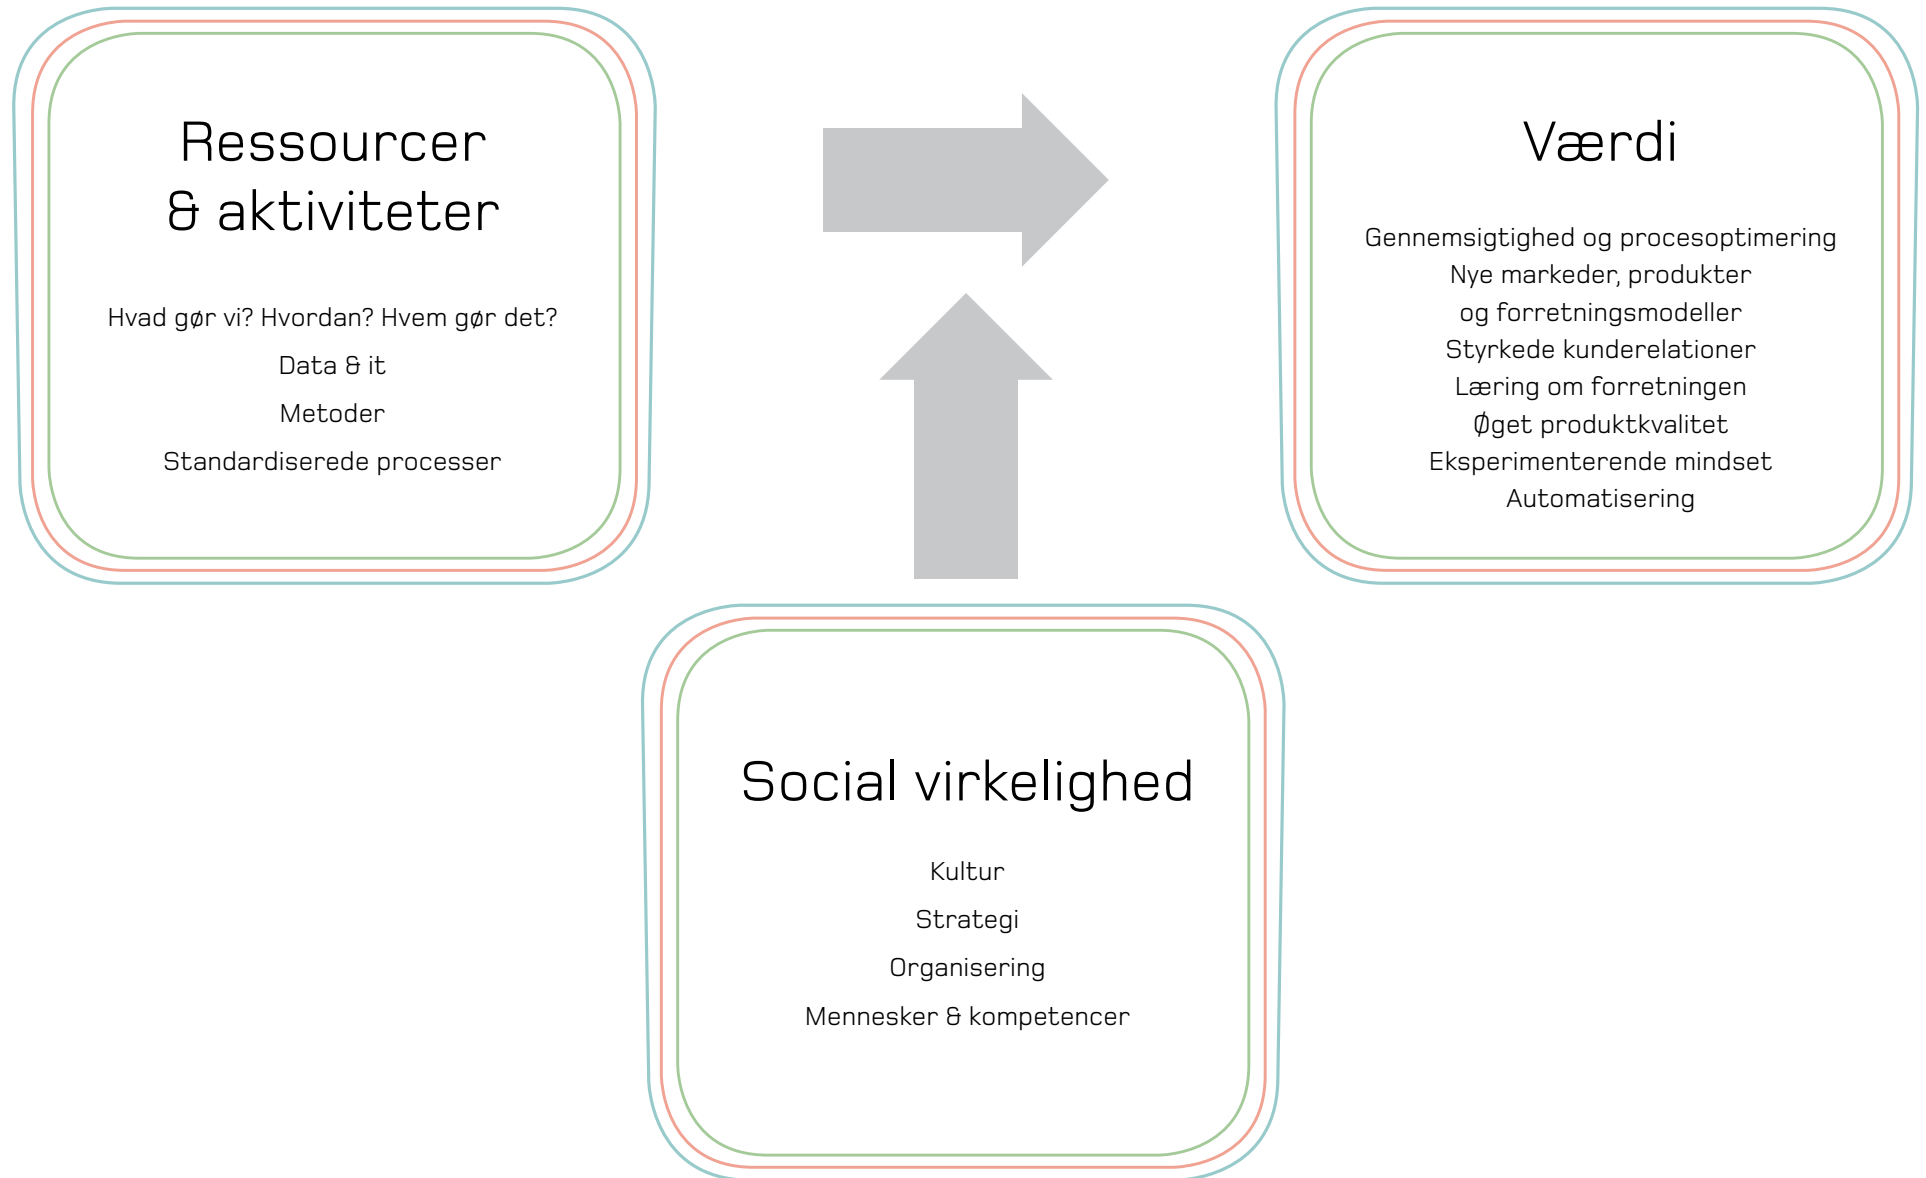 Ressourcer
& aktiviteter
Hvad gør vi? Hvordan? Hvem gør det?
Data & it
Metoder
Standardiserede processer
Værdi
Gennemsigtighed og procesoptimering
Nye markeder, produkter
og forretningsmodeller
Styrkede kunderelationer
Læring om forretningen
Øget produktkvalitet
Eksperimenterende mindset
Automatisering
Social virkelighed
Kultur
Strategi
Organisering
Mennesker & kompetencer